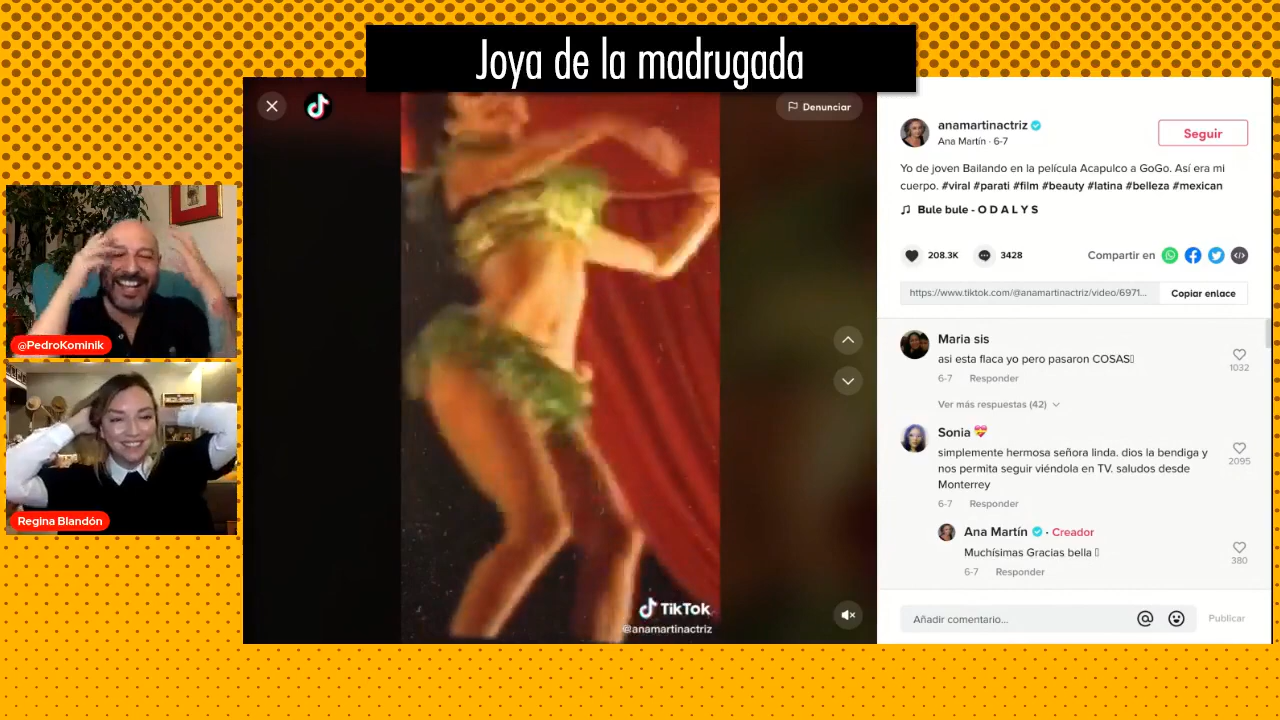 Joya de la madrugada
Denunciar
@PedroKominik
Regina Blandón
TikTok
@anamartinactriz
anamartinactriz
Ana Martín · 6-7
Seguir
Yo de joven Bailando en la película Acapulco a GoGo. Así era mi
cuerpo. #viral #parati #film #beauty #latina #belleza #mexican
Bule bule - O D A L Y S
208.3K
3428
Compartir en
https://www.tiktok.com/@anamartinactriz/video/6971...
Copiar enlace
Maria sis
asi esta flaca yo pero pasaron COSAS
1032
6-7 Responder
Ver más respuestas (42)
Sonia 💝
simplemente hermosa señora linda. dios la bendiga y
nos permita seguir viéndola en TV. saludos desde
Monterrey
2095
6-7 Responder
Ana Martín · Creador
Muchísimas Gracias bella
380
6-7 Responder
Añadir comentario...
Publicar